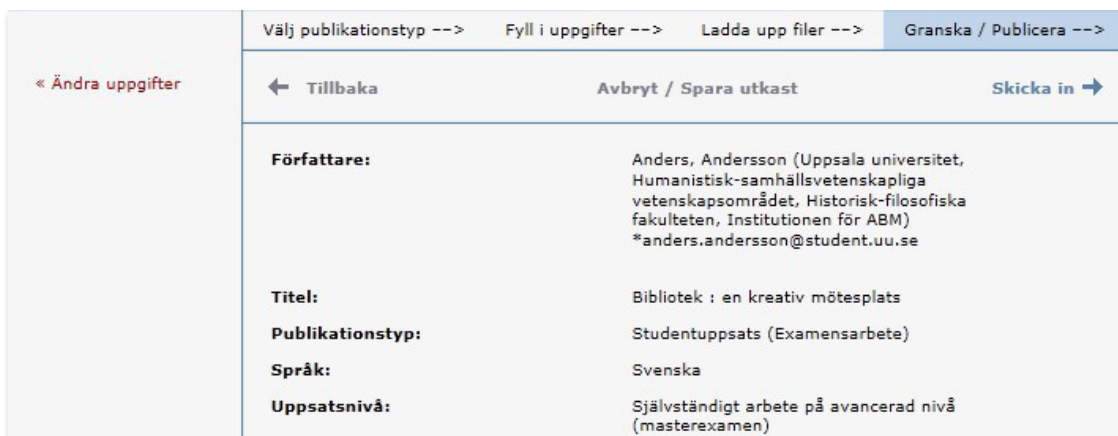 Välj publikationstyp --> Fyll i uppgifter --> Ladda upp filer --> Granska / Publicera -->
« Ändra uppgifter
← Tillbaka Avbryt / Spara utkast Skicka in →
Författare: Anders, Andersson (Uppsala universitet,
Humanistisk-samhällsvetenskapliga
vetenskapsområdet, Historisk-filosofiska
fakulteten, Institutionen för ABM)
*anders.andersson@student.uu.se
Titel: Bibliotek : en kreativ mötesplats
Publikationstyp: Studentuppsats (Examensarbete)
Språk: Svenska
Uppsatsnivå: Självständigt arbete på avancerad nivå
(masterexamen)